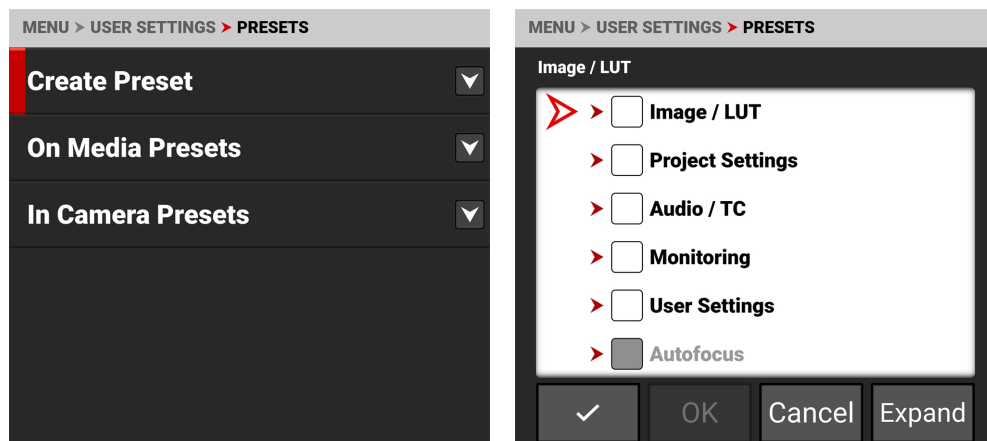 MENU > USER SETTINGS > PRESETS
Create Preset
On Media Presets
In Camera Presets
MENU > USER SETTINGS > PRESETS
Image / LUT
Image / LUT
Project Settings
Audio / TC
Monitoring
User Settings
Autofocus
OK Cancel Expand